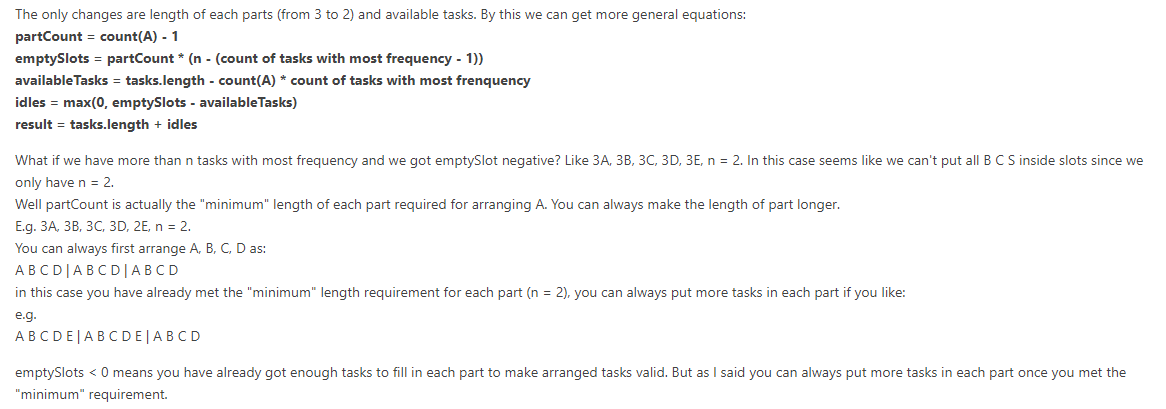 The only changes are length of each parts (from 3 to 2) and available tasks. By this we can get more general equations:
partCount = count(A) - 1
emptySlots = partCount * (n - (count of tasks with most frequency - 1))
availableTasks = tasks.length - count(A) * count of tasks with most frenquency
idles = max(0, emptySlots - availableTasks)
result = tasks.length + idles
What if we have more than n tasks with most frequency and we got emptySlot negative? Like 3A, 3B, 3C, 3D, 3E, n = 2. In this case seems like we can't put all B C S inside slots since we
only have n = 2.
Well partCount is actually the "minimum" length of each part required for arranging A. You can always make the length of part longer.
E.g. 3A, 3B, 3C, 3D, 2E, n = 2.
You can always first arrange A, B, C, D as:
A B C D | A B C D | A B C D
in this case you have already met the "minimum" length requirement for each part (n = 2), you can always put more tasks in each part if you like:
e.g.
A B C D E | A B C D E | A B C D
emptySlots < 0 means you have already got enough tasks to fill in each part to make arranged tasks valid. But as I said you can always put more tasks in each part once you met the
"minimum" requirement.